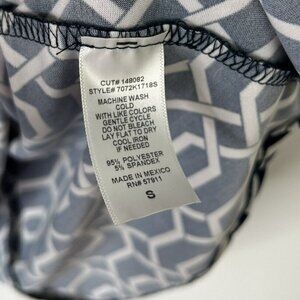 CUT# 148082
STYLE# 7072K1718S
MACHINE WASH
COLD
WITH LIKE COLORS
GENTLE CYCLE
DO NOT BLEACH
LAY FLAT TO DRY
COOL IRON
IF NEEDED
95% POLYESTER
5% SPANDEX
MADE IN MEXICO
RN# 57911
S